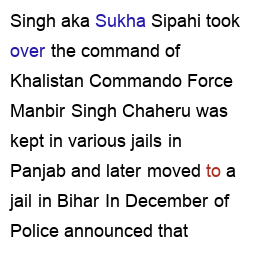 Singh aka Sukha Sipahi took
over the command of
Khalistan Commando Force
Manbir Singh Chaheru was
kept in various jails in
Panjab and later moved to a
jail in Bihar In December of
Police announced that